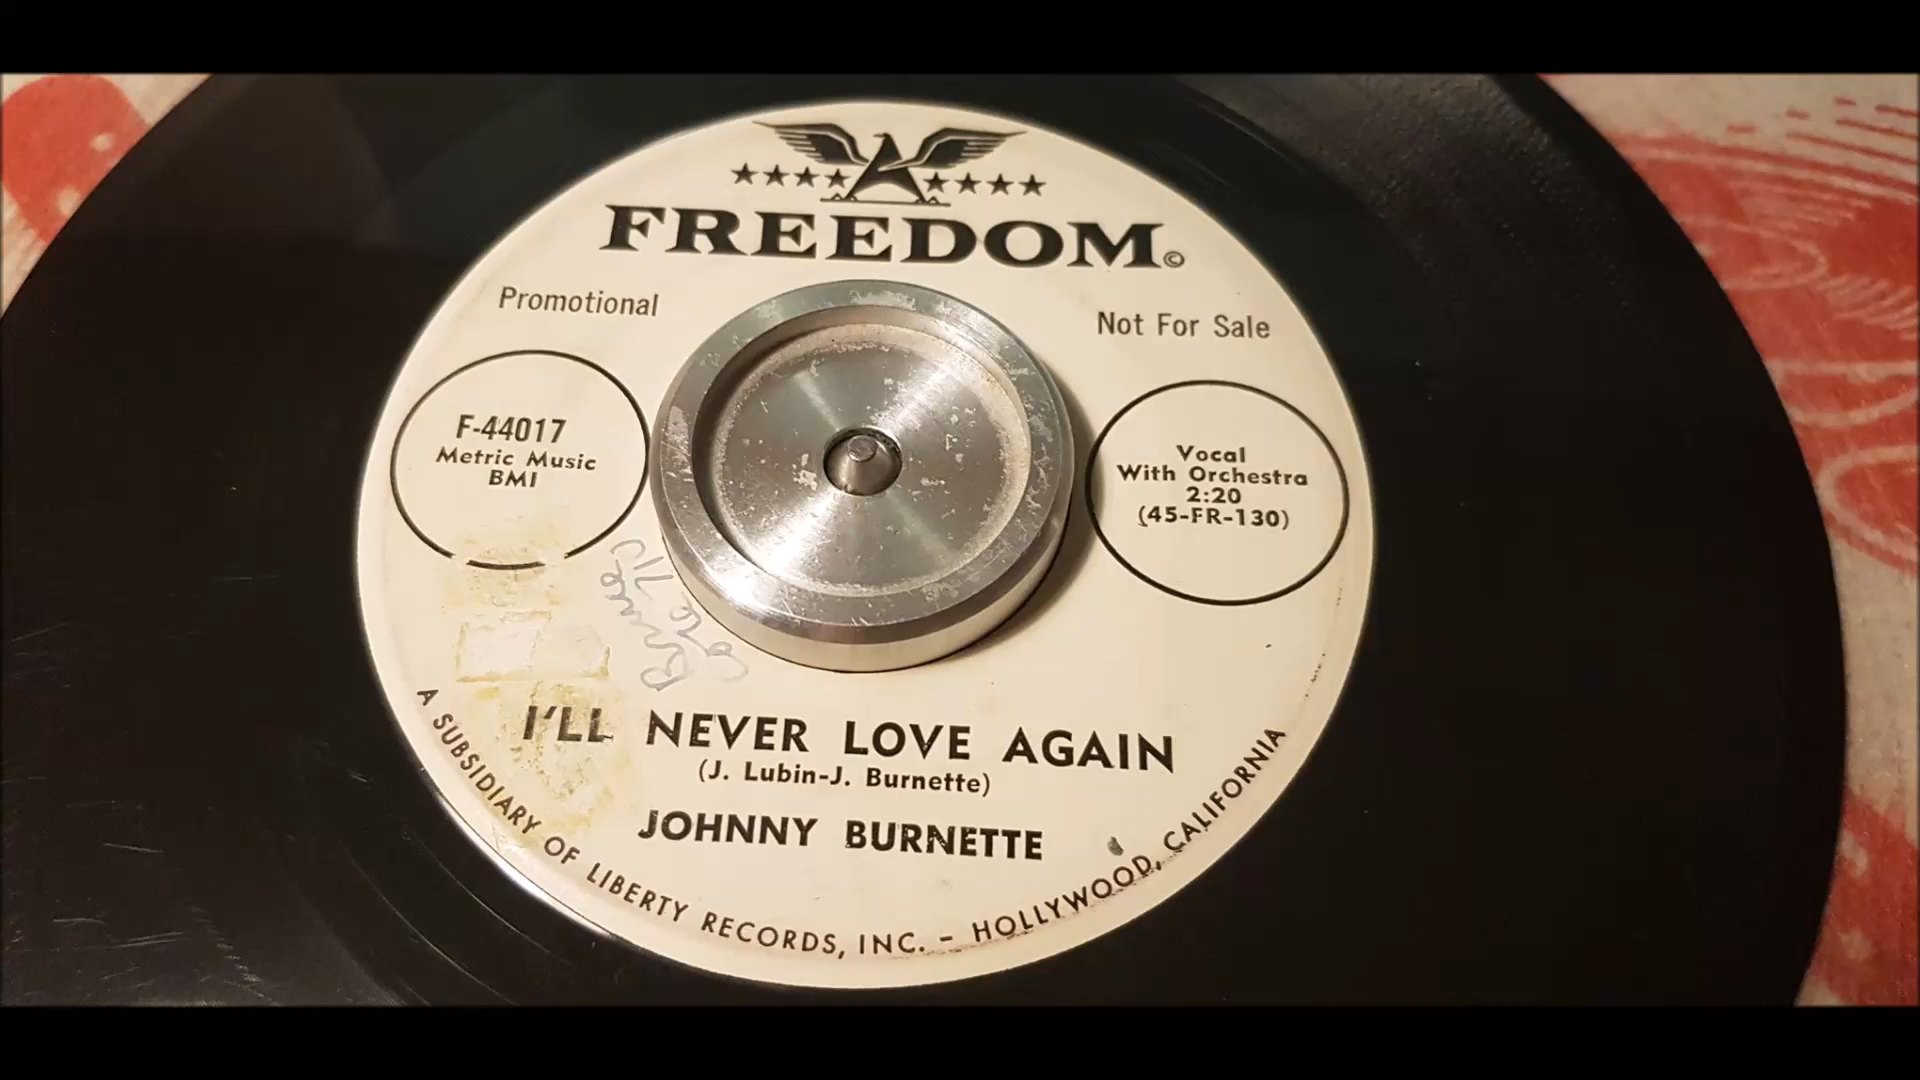 FREEDOM©
Promotional
Not For Sale
F-44017
Metric Music
BMI
Vocal
With Orchestra
2:20
(45-FR-130)
I'LL NEVER LOVE AGAIN
(J. Lubin-J. Burnette)
JOHNNY BURNETTE
A SUBSIDIARY OF LIBERTY RECORDS, INC. – HOLLYWOOD, CALIFORNIA